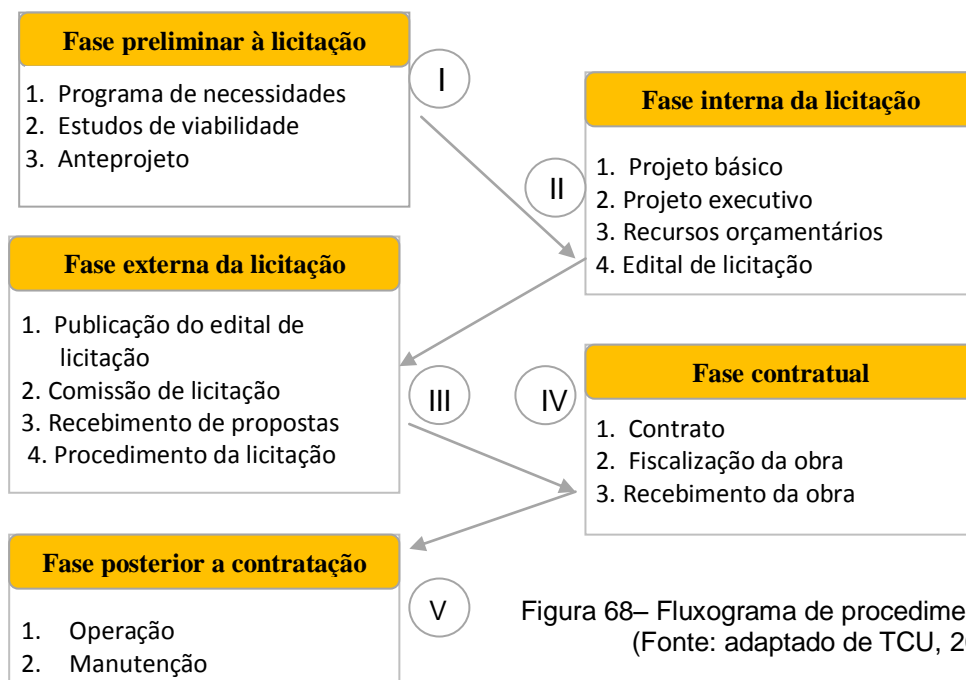 Fase preliminar à licitação
1. Programa de necessidades
2. Estudos de viabilidade
3. Anteprojeto
I
Fase interna da licitação
1. Projeto básico
2. Projeto executivo
3. Recursos orçamentários
4. Edital de licitação
II
Fase externa da licitação
1. Publicação do edital de
licitação
2. Comissão de licitação
3. Recebimento de propostas
4. Procedimento da licitação
III
IV
Fase contratual
1. Contrato
2. Fiscalização da obra
3. Recebimento da obra
Fase posterior a contratação
1. Operação
2. Manutenção
V
Figura 68– Fluxograma de
(Fonte: adaptado de TCU,